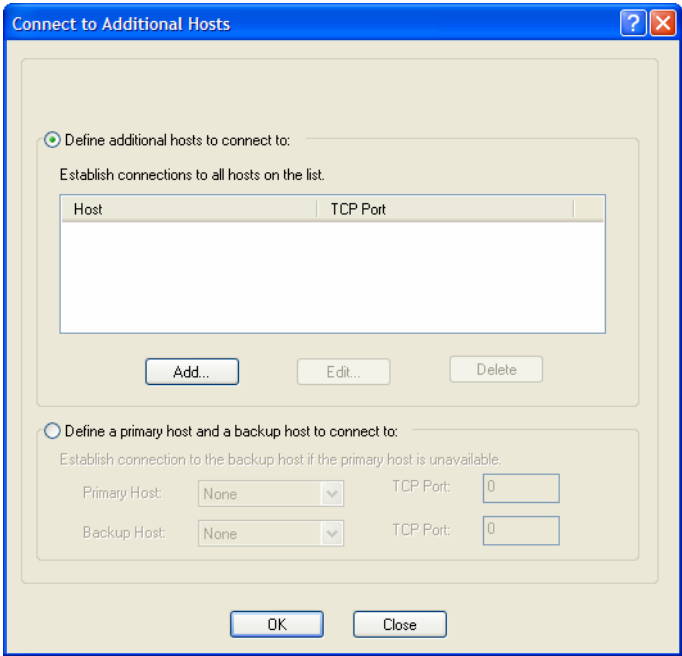 Connect to Additional Hosts
Define additional hosts to connect to:
Establish connections to all hosts on the list.
Host TCP Port
Add... Edit... Delete
Define a primary host and a backup host to connect to:
Establish connection to the backup host if the primary host is unavailable.
Primary Host: None TCP Port: 0
Backup Host: None TCP Port: 0
OK Close